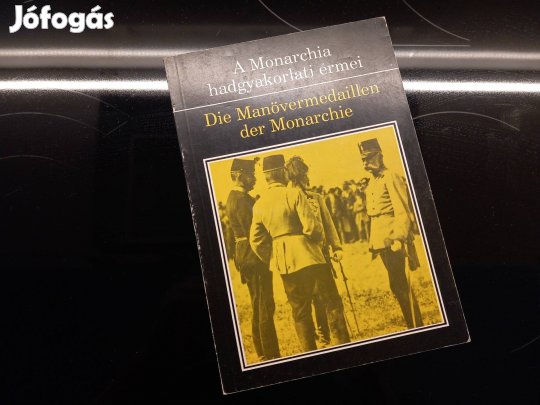 Jófogás
A Monarchia
hadgyakorlati érmei
Die Manövermedaillen
der Monarchie